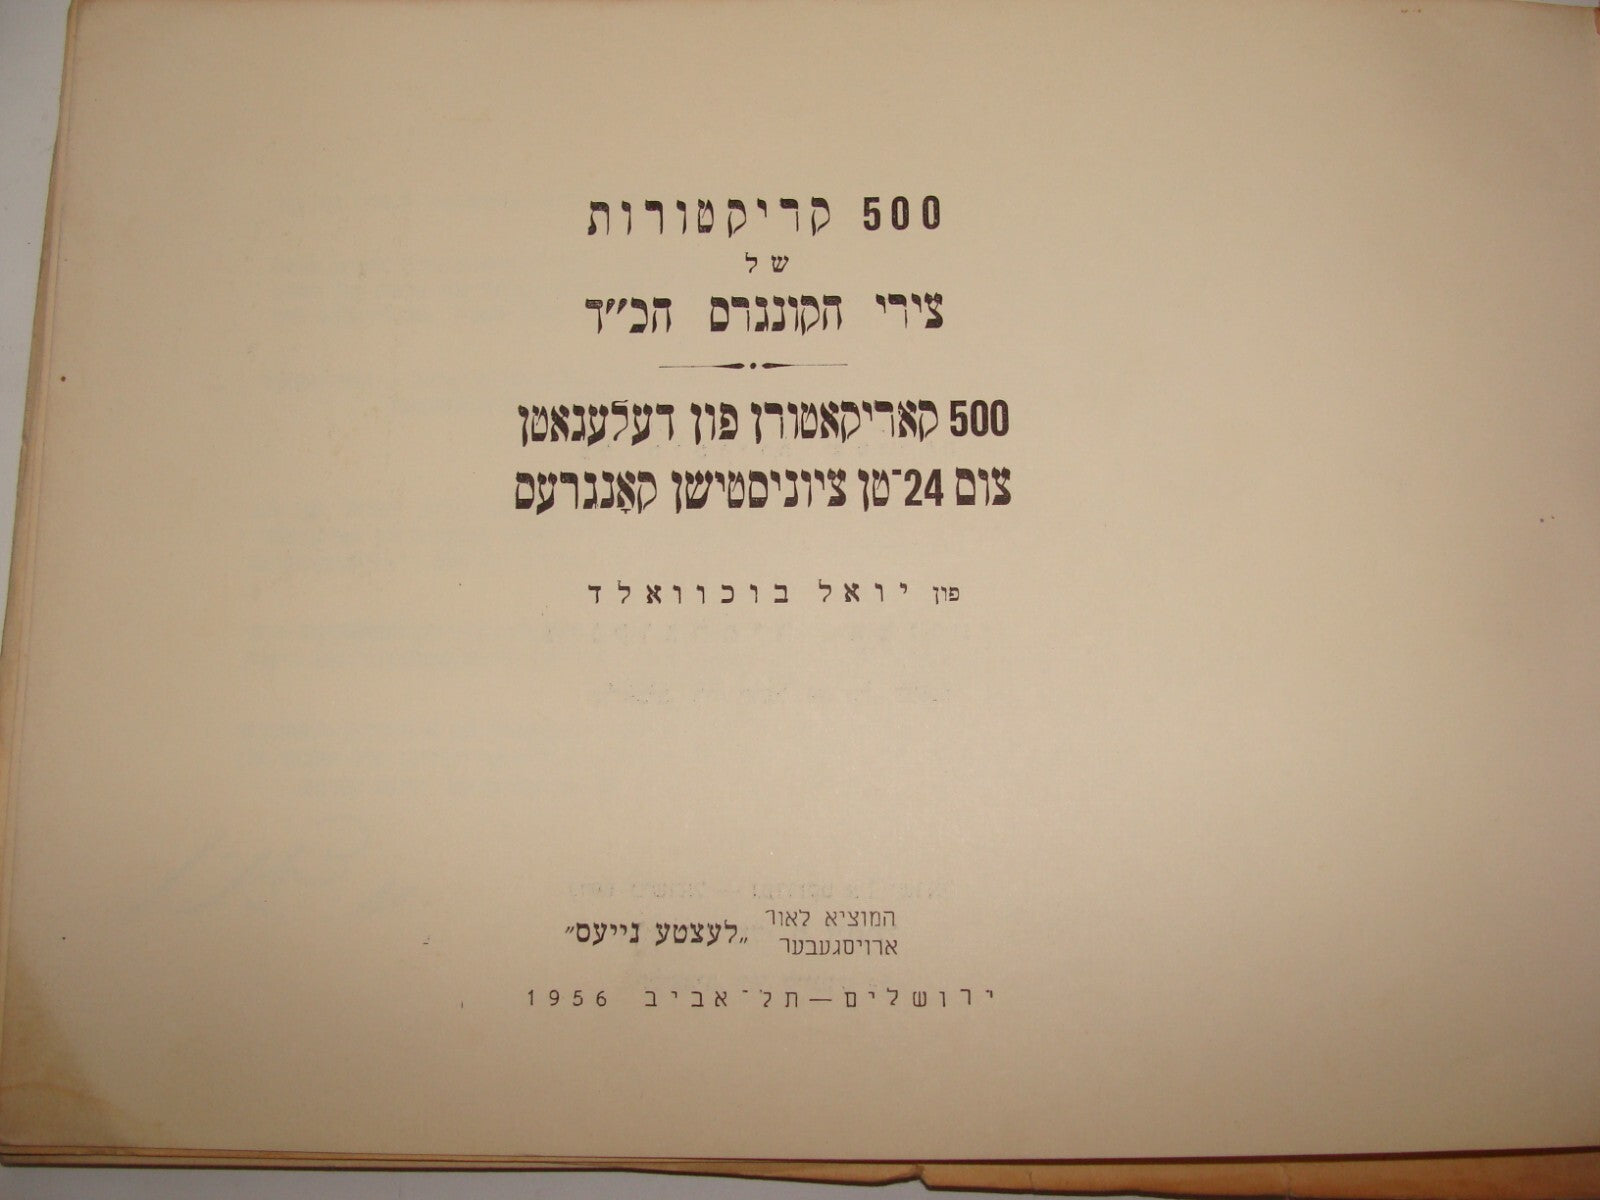 500 קריקטורות
של
צירי הקונגרס הכ״ד
500 קאריקאטורן פון דעלעגאטן
צום 24־טן ציוניסטישן קאָנגרעס
פון יואל בוכוואלד
המוציא לאור
ארויסגעבער
„לעצטע נייעס״
ירושלים—תל־אביב 1956